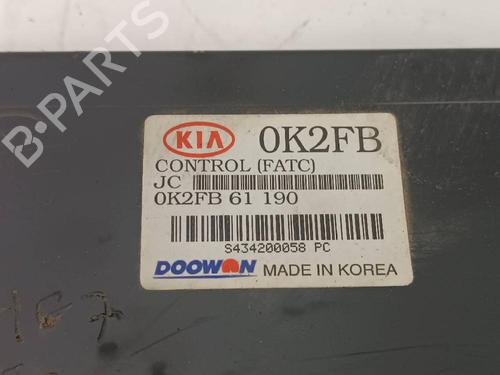 KIA 0K2FB
CONTROL (FATC)
JC
0K2FB 61 190
S434200058 PC
DOOWON MADE IN KOREA
B-PARTS